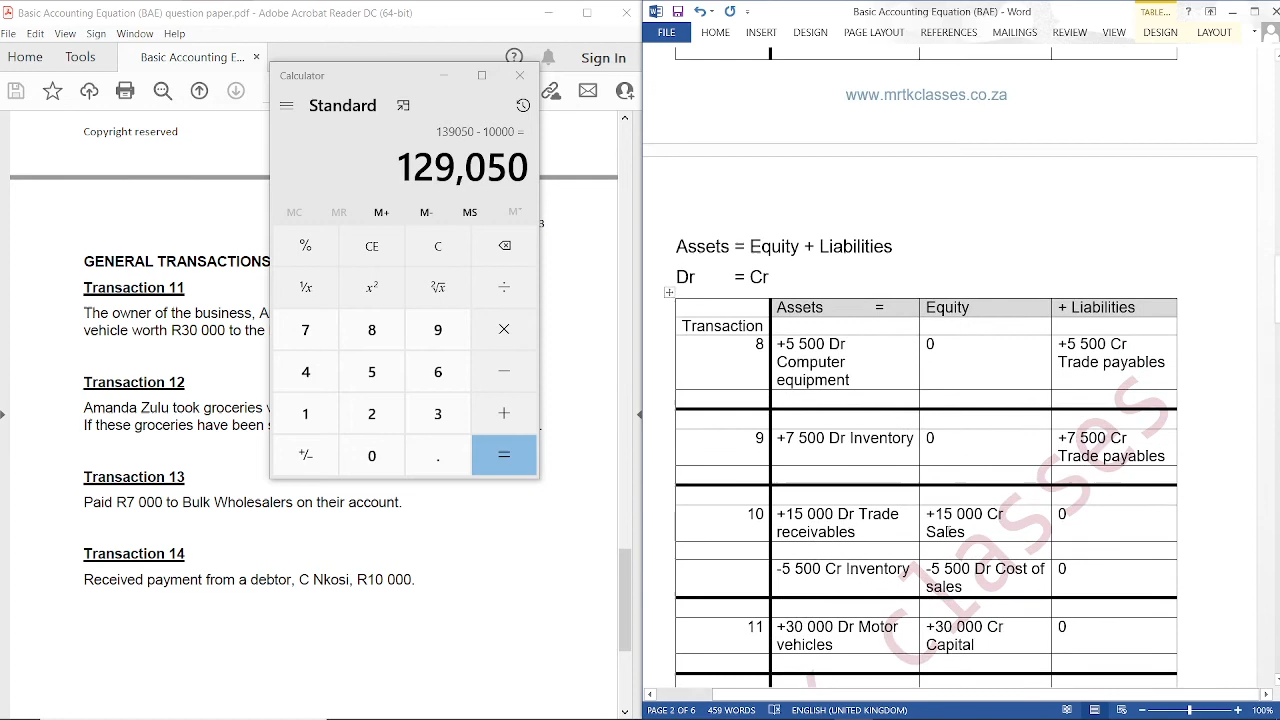 Basic Accounting Equation (BAE) question paper.pdf - Adobe Acrobat Reader DC (64-bit)
File Edit View Sign Window Help
Home Tools Basic Accounting E... × Sign In
Copyright reserved
3
GENERAL TRANSACTIONS
Transaction 11
The owner of the business, A
vehicle worth R30 000 to the
Transaction 12
Amanda Zulu took groceries
If these groceries have been
Transaction 13
Paid R7 000 to Bulk Wholesalers on their account.
Transaction 14
Received payment from a debtor, C Nkosi, R10 000.
Calculator
Standard
139050 - 10000 =
129,050
MC MR M+ M- MS M˅
% CE C ⌫
¹/x x² ²√x ÷
7 8 9 ×
4 5 6 −
1 2 3 +
+/− 0 . =
Basic Accounting Equation (BAE) - Word
TABLE... ?
FILE HOME INSERT DESIGN PAGE LAYOUT REFERENCES MAILINGS REVIEW VIEW DESIGN LAYOUT
www.mrtkclasses.co.za
Assets = Equity + Liabilities
Dr = Cr
Assets = Equity + Liabilities
Transaction
8 +5 500 Dr 0 +5 500 Cr
Computer Trade payables
equipment
9 +7 500 Dr Inventory 0 +7 500 Cr
Trade payables
10 +15 000 Dr Trade +15 000 Cr 0
receivables Sales
-5 500 Cr Inventory -5 500 Dr Cost of 0
sales
11 +30 000 Dr Motor +30 000 Cr 0
vehicles Capital
classes
PAGE 2 OF 6 459 WORDS ENGLISH (UNITED KINGDOM) 100%